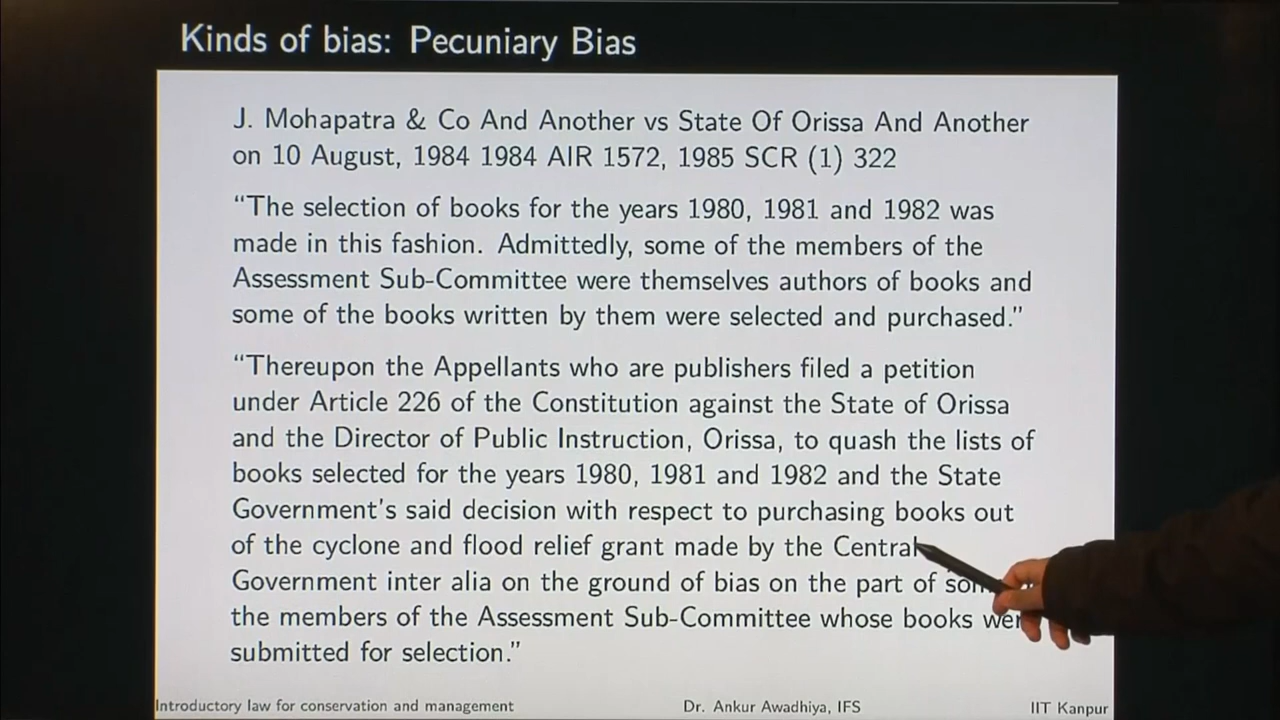 Kinds of bias: Pecuniary Bias
J. Mohapatra & Co And Another vs State Of Orissa And Another
on 10 August, 1984 1984 AIR 1572, 1985 SCR (1) 322
“The selection of books for the years 1980, 1981 and 1982 was
made in this fashion. Admittedly, some of the members of the
Assessment Sub-Committee were themselves authors of books and
some of the books written by them were selected and purchased.”
“Thereupon the Appellants who are publishers filed a petition
under Article 226 of the Constitution against the State of Orissa
and the Director of Public Instruction, Orissa, to quash the lists of
books selected for the years 1980, 1981 and 1982 and the State
Government’s said decision with respect to purchasing books out
of the cyclone and flood relief grant made by the Central
Government inter alia on the ground of bias on the part of
the members of the Assessment Sub-Committee whose books
submitted for selection.”
Introductory law for conservation and management Dr. Ankur Awadhiya, IFS IIT Kanpur